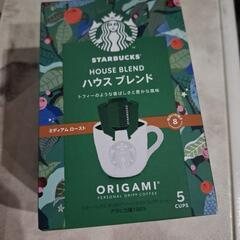 STARBUCKS
HOUSE BLEND
ハウス ブレンド
トフィーのような香ばしさと豊かな風味
ミディアム ロースト
8
ORIGAMI
PERSONAL DRIP COFFEE
5
CUPS